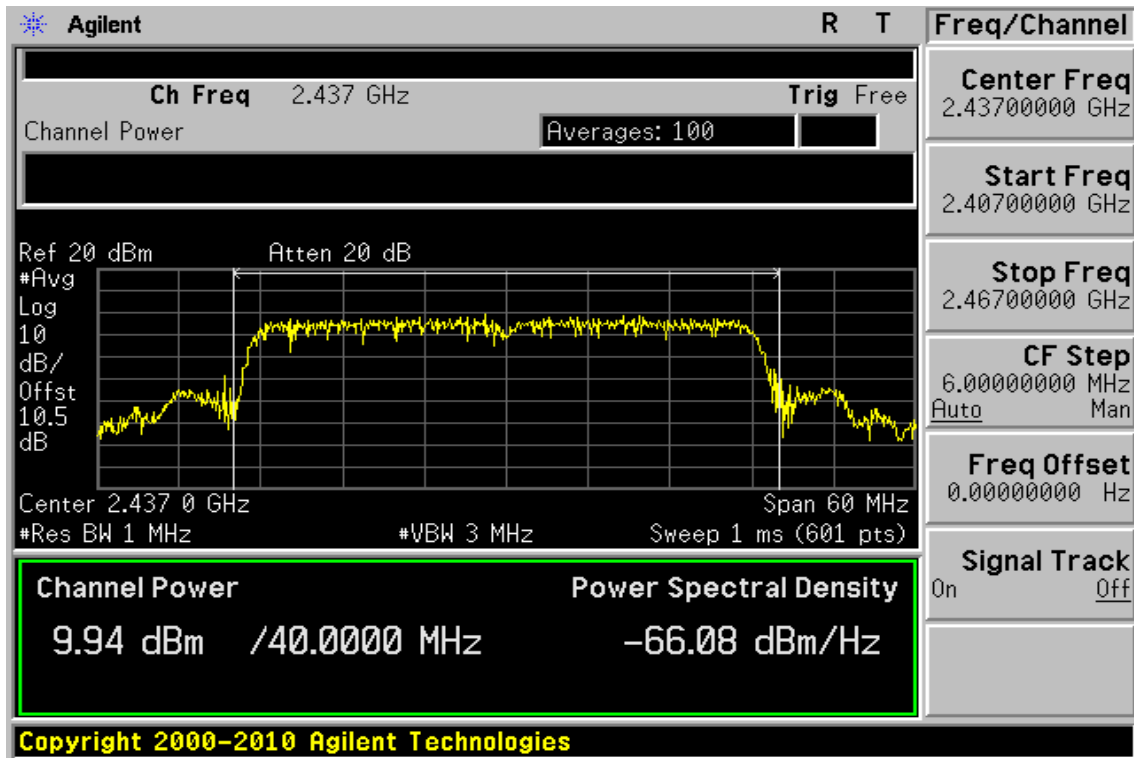 Agilent R T Freq/Channel
Ch Freq 2.437 GHz Trig Free
Channel Power Averages: 100
Ref 20 dBm Atten 20 dB
#Avg
Log
10
dB/
Offst
10.5
dB
Center 2.437 0 GHz Span 60 MHz
#Res BW 1 MHz #VBW 3 MHz Sweep 1 ms (601 pts)
Channel Power Power Spectral Density
9.94 dBm /40.0000 MHz -66.08 dBm/Hz
Center Freq
2.43700000 GHz
Start Freq
2.40700000 GHz
Stop Freq
2.46700000 GHz
CF Step
6.00000000 MHz
Auto Man
Freq Offset
0.00000000 Hz
Signal Track
On Off
Copyright 2000-2010 Agilent Technologies